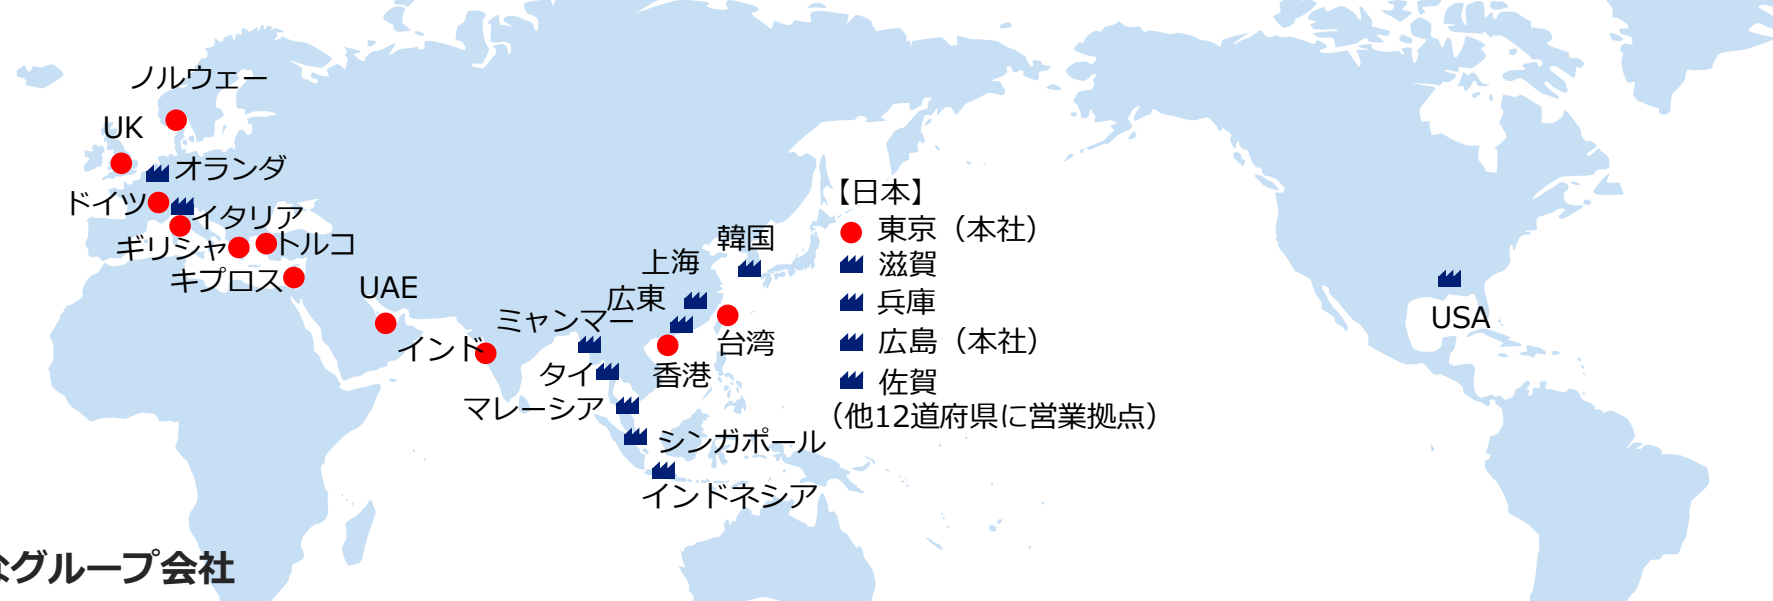 ノルウェー
UK
オランダ
ドイツ
イタリア
ギリシャ
トルコ
キプロス
UAE
インド
ミャンマー
タイ
マレーシア
シンガポール
インドネシア
韓国
上海
広東
台湾
香港
【日本】
東京（本社）
滋賀
兵庫
広島（本社）
佐賀
（他12道府県に営業拠点）
USA
なグループ会社